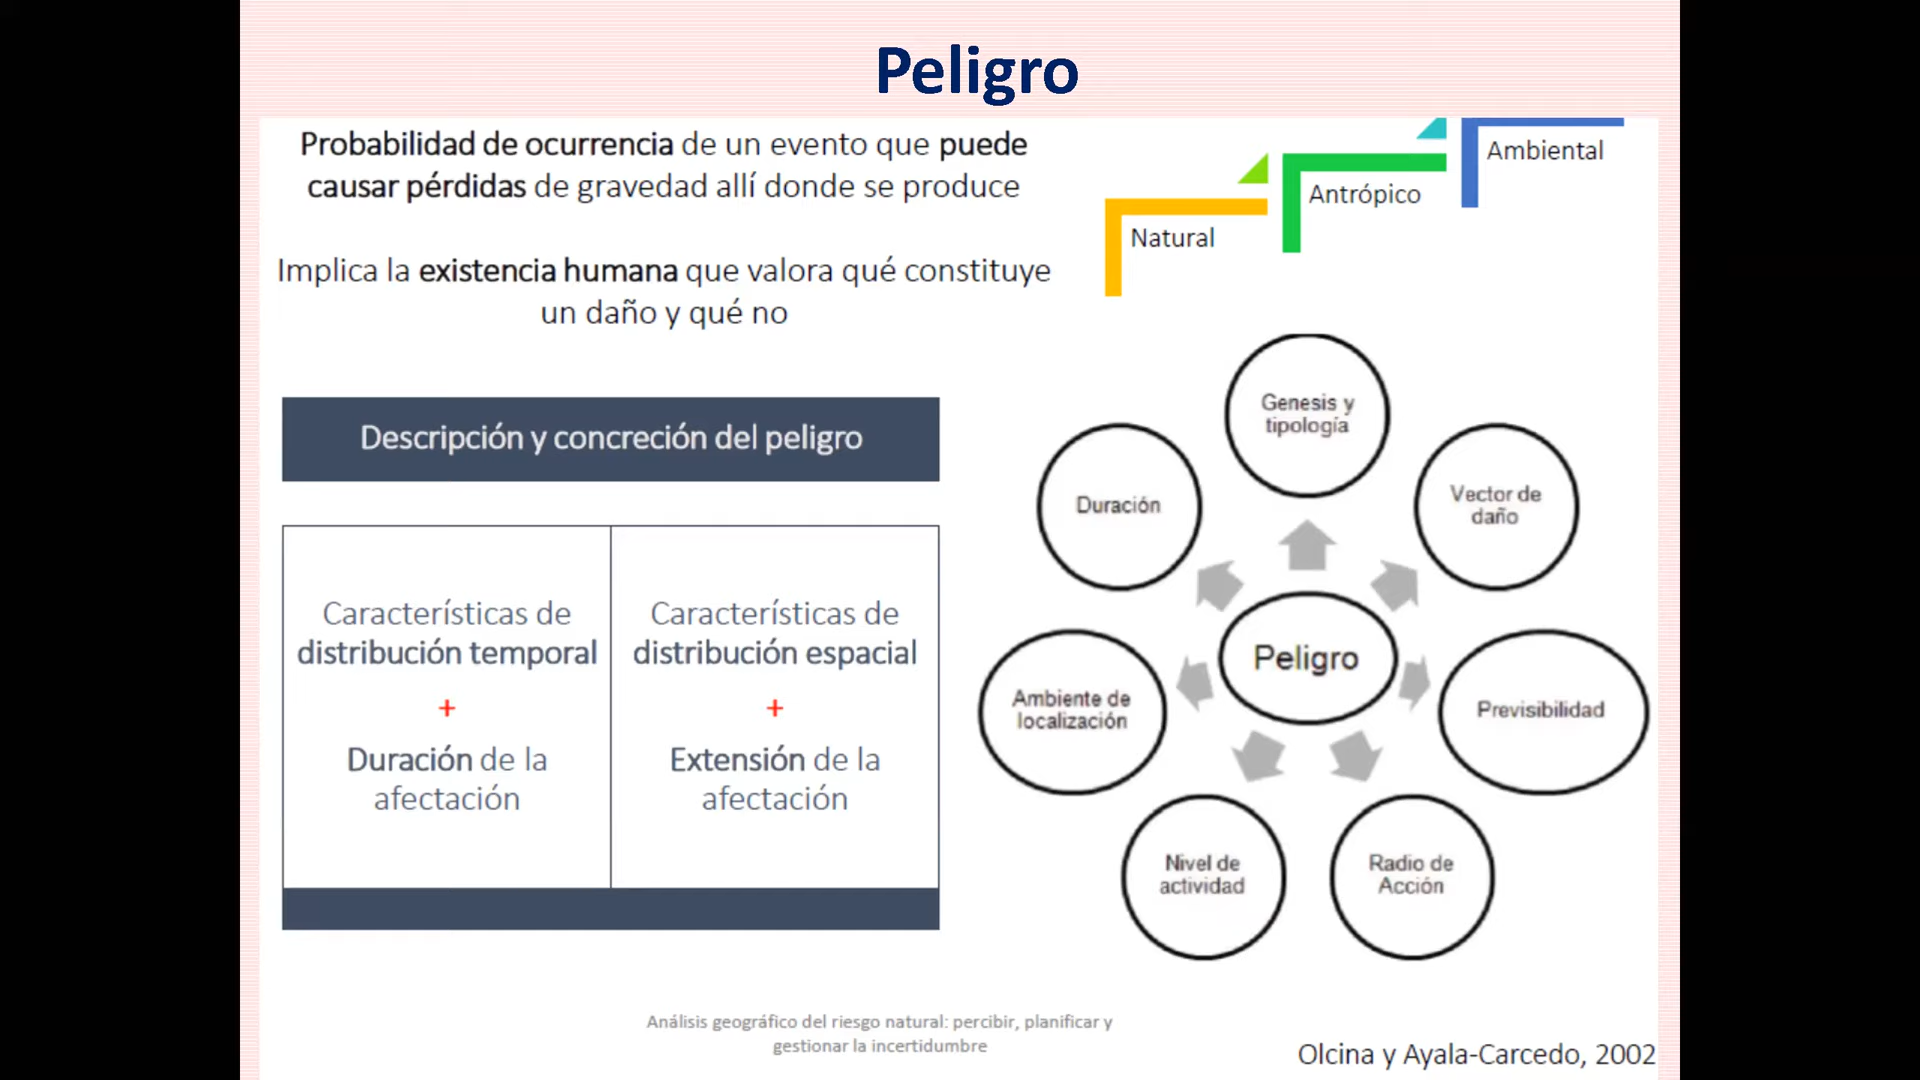 Peligro
Probabilidad de ocurrencia de un evento que puede
causar pérdidas de gravedad allí donde se produce
Implica la existencia humana que valora qué constituye
un daño y qué no
Natural
Antrópico
Ambiental
Descripción y concreción del peligro
Características de
distribución temporal
+
Duración de la
afectación
Características de
distribución espacial
+
Extensión de la
afectación
Genesis y
tipología
Vector de
daño
Previsibilidad
Radio de
Acción
Nivel de
actividad
Ambiente de
localización
Duración
Peligro
Análisis geográfico del riesgo natural: percibir, planificar y
gestionar la incertidumbre
Olcina y Ayala-Carcedo, 2002